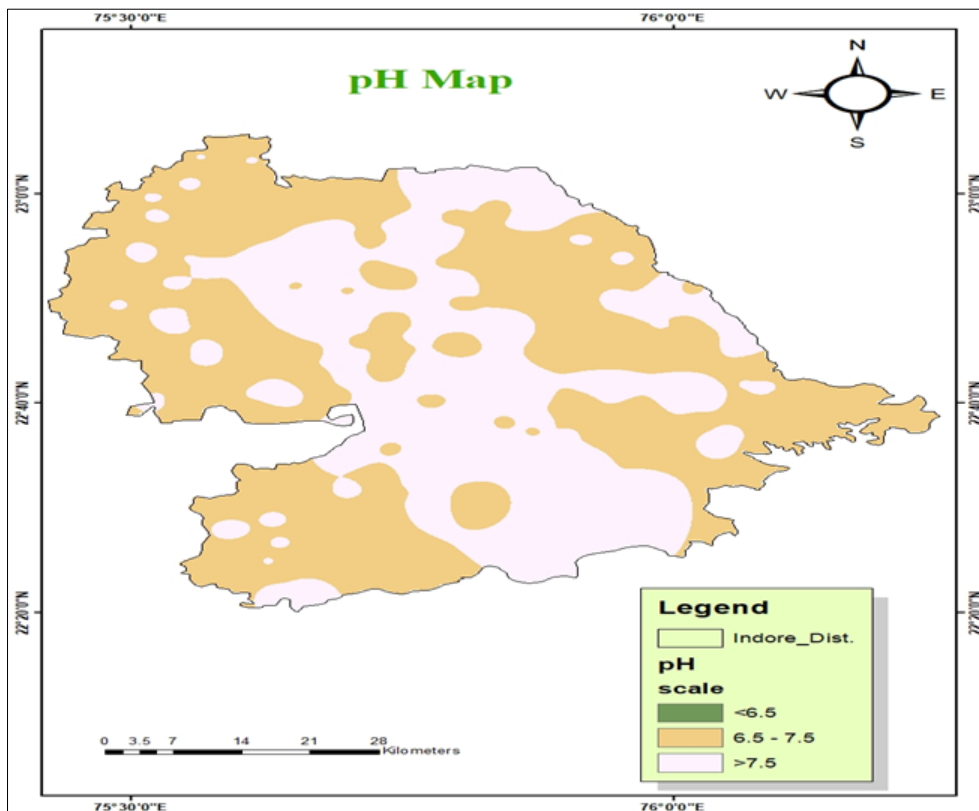 75°30'0"E 76°0'0"E
pH Map
N
W E
S
23°0'0"N 23°0'0"N
22°40'0"N 22°40'0"N
22°20'0"N 22°20'0"N
Legend
Indore_Dist.
pH
scale
<6.5
6.5 - 7.5
>7.5
0 3.5 7 14 21 28
Kilometers
75°30'0"E 76°0'0"E